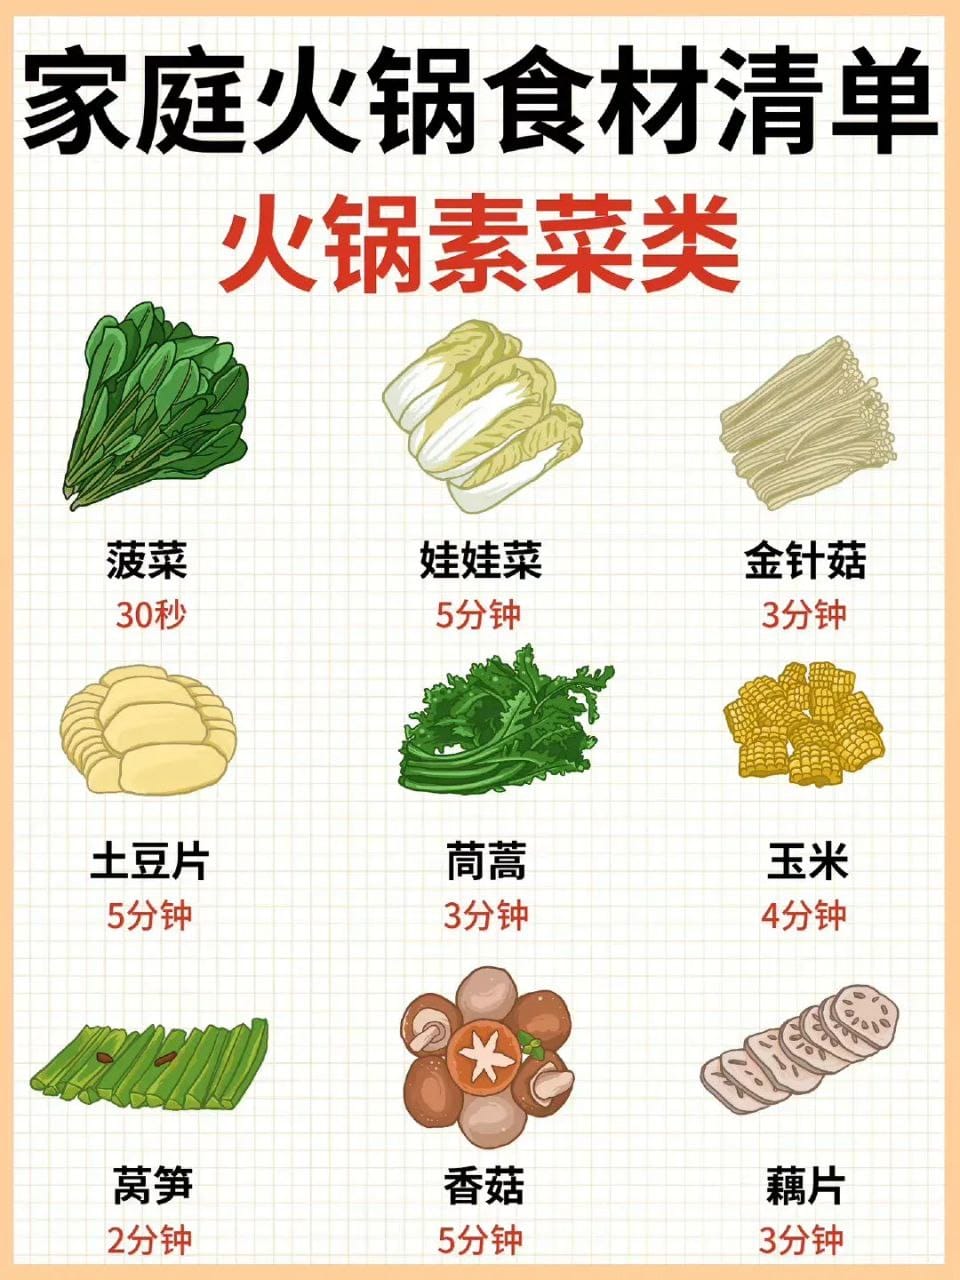 家庭火锅食材清单
火锅素菜类
菠菜 娃娃菜 金针菇
30秒 5分钟 3分钟
土豆片 茼蒿 玉米
5分钟 3分钟 4分钟
莴笋 香菇 藕片
2分钟 5分钟 3分钟